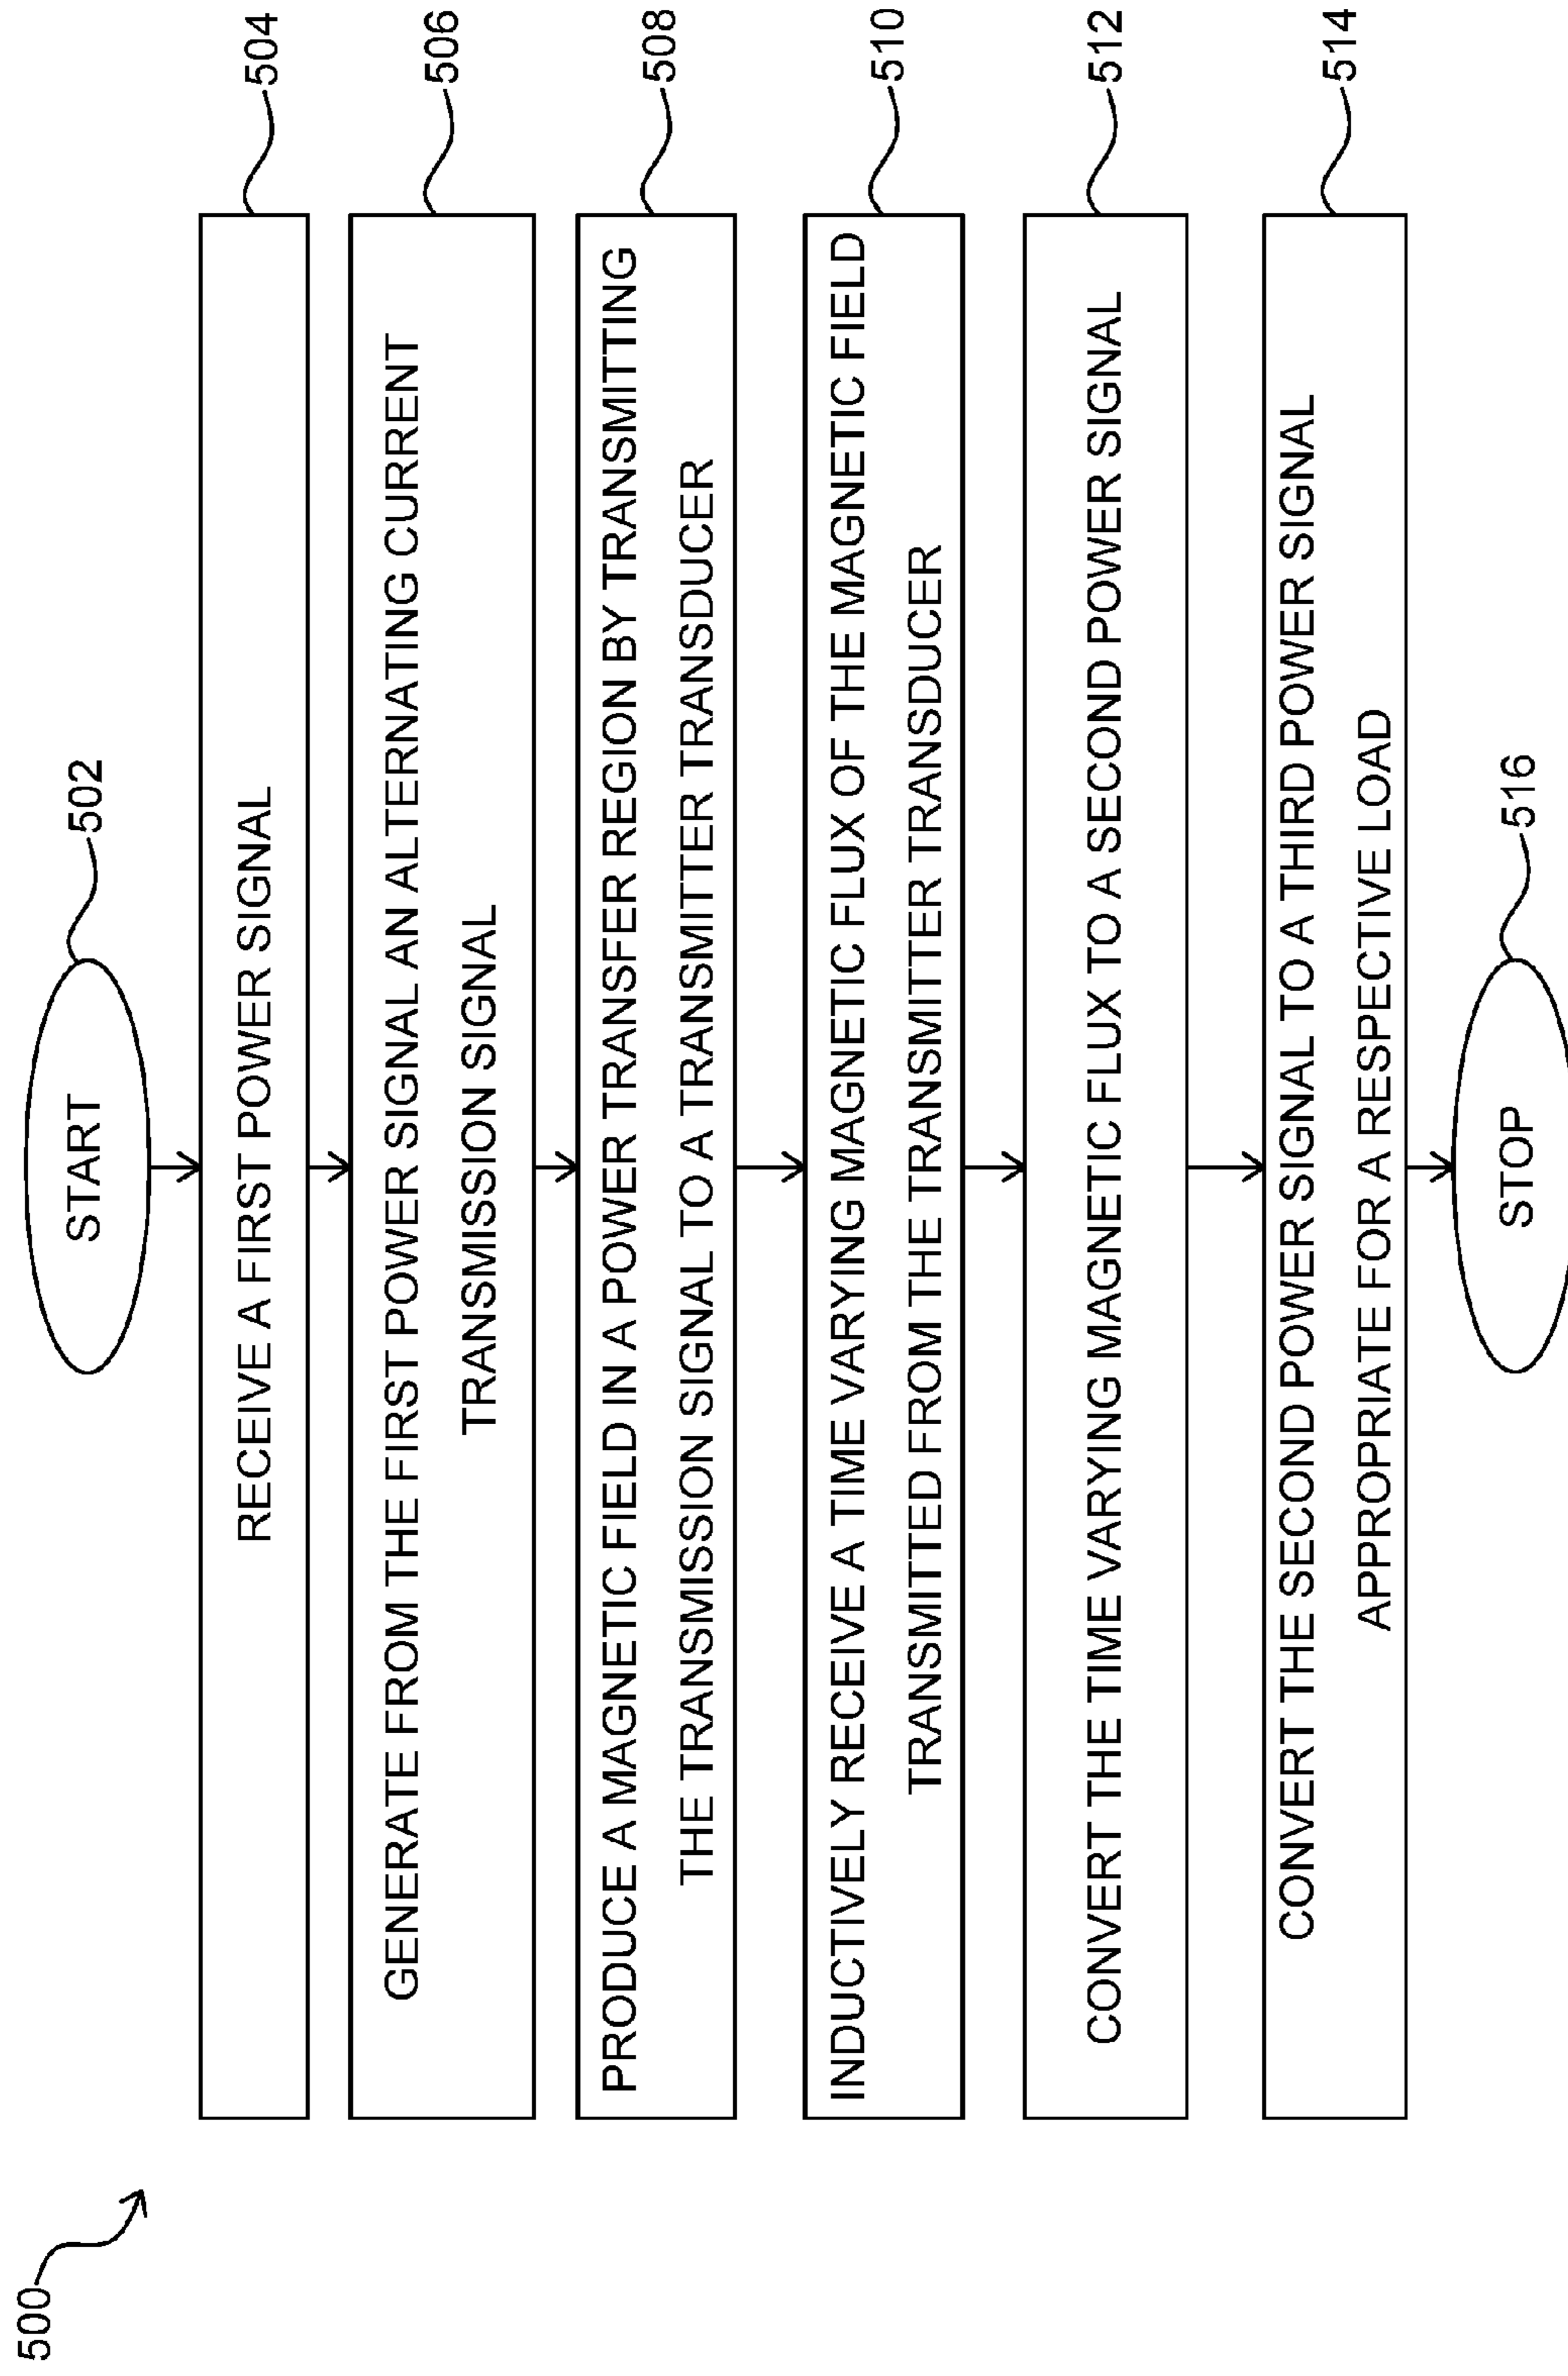 500
START
502
RECEIVE A FIRST POWER SIGNAL
504
GENERATE FROM THE FIRST POWER SIGNAL AN ALTERNATING CURRENT
TRANSMISSION SIGNAL
506
PRODUCE A MAGNETIC FIELD IN A POWER TRANSFER REGION BY TRANSMITTING
THE TRANSMISSION SIGNAL TO A TRANSMITTER TRANSDUCER
508
INDUCTIVELY RECEIVE A TIME VARYING MAGNETIC FLUX OF THE MAGNETIC FIELD
TRANSMITTED FROM THE TRANSMITTER TRANSDUCER
510
CONVERT THE TIME VARYING MAGNETIC FLUX TO A SECOND POWER SIGNAL
512
CONVERT THE SECOND POWER SIGNAL TO A THIRD POWER SIGNAL
APPROPRIATE FOR A RESPECTIVE LOAD
514
STOP
516